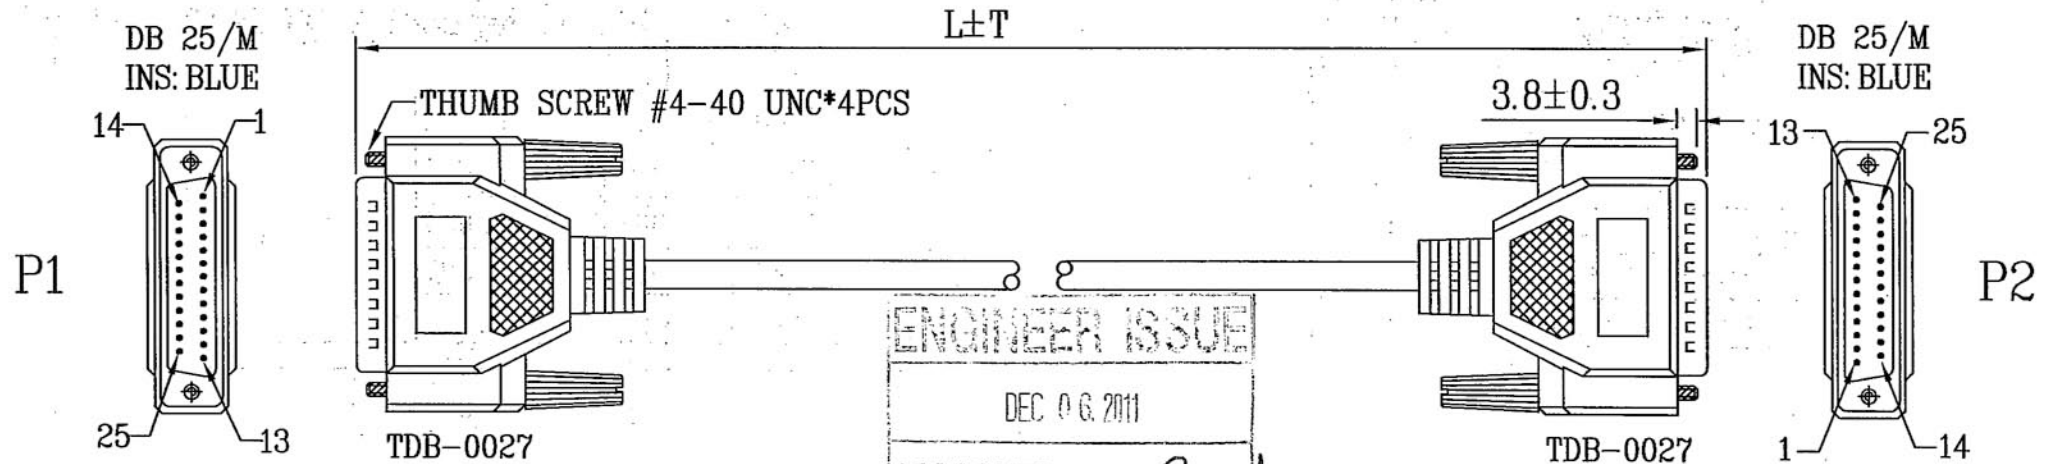 L±T
DB 25/M
INS: BLUE
DB 25/M
INS: BLUE
THUMB SCREW #4-40 UNC*4PCS
3.8±0.3
14
1
13
25
P1
P2
ENGINEER ISSUE
DEC 06. 2011
25
13
TDB-0027
TDB-0027
1
14